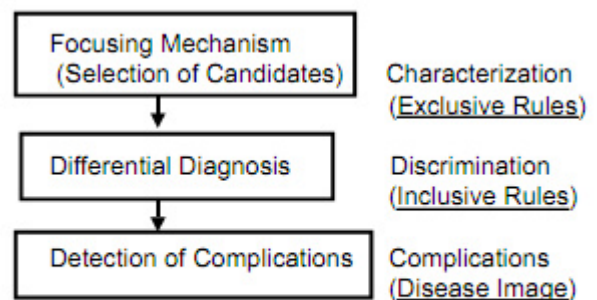 Focusing Mechanism
(Selection of Candidates)
Characterization
(Exclusive Rules)
Differential Diagnosis
Discrimination
(Inclusive Rules)
Detection of Complications
Complications
(Disease Image)